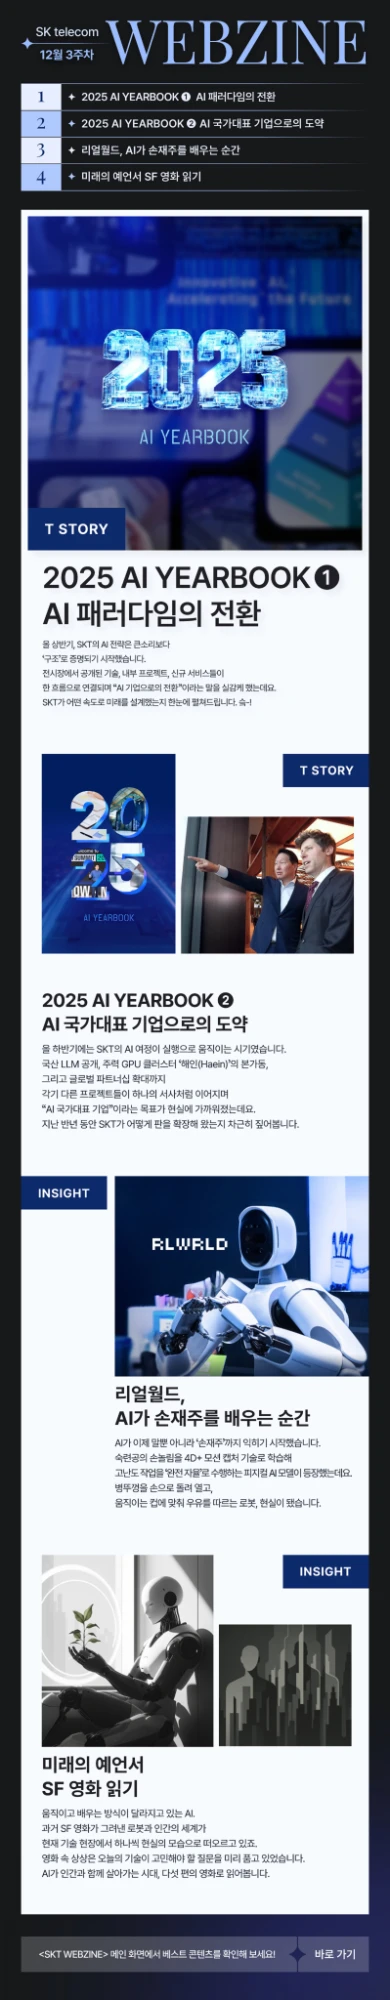 SK telecom
12월 3주차
WEBZINE
1 2025 AI YEARBOOK ❶ AI 패러다임의 전환
2 2025 AI YEARBOOK ❷ AI 국가대표 기업으로의 도약
3 리얼월드, AI가 손재주를 배우는 순간
4 미래의 예언서 SF 영화 읽기
Innovative AI,
Accelerating the Future
2025
AI YEARBOOK
T STORY
2025 AI YEARBOOK ❶
AI 패러다임의 전환
올 상반기, SKT의 AI 전략은 큰소리보다
‘구조’로 증명되기 시작했습니다.
전시장에서 공개된 기술, 내부 프로젝트, 신규 서비스들이
한 흐름으로 연결되며 “AI 기업으로의 전환”이라는 말을 실감케 했는데요.
SKT가 어떤 속도로 미래를 설계했는지 한눈에 펼쳐드립니다. 슝~!
T STORY
2025
AI YEARBOOK
2025 AI YEARBOOK ❷
AI 국가대표 기업으로의 도약
올 하반기에는 SKT의 AI 여정이 실행으로 움직이는 시기였습니다.
국산 LLM 공개, 주력 GPU 클러스터 ‘해인(Haein)’의 본가동,
그리고 글로벌 파트너십 확대까지
각기 다른 프로젝트들이 하나의 서사처럼 이어지며
“AI 국가대표 기업”이라는 목표가 현실에 가까워졌는데요.
지난 반년 동안 SKT가 어떻게 판을 확장해 왔는지 차근히 짚어봅니다.
INSIGHT
RLWRLD
리얼월드,
AI가 손재주를 배우는 순간
AI가 이제 말뿐 아니라 ‘손재주’까지 익히기 시작했습니다.
숙련공의 손놀림을 4D+ 모션 캡처 기술로 학습해
고난도 작업을 ‘완전 자율’로 수행하는 피지컬 AI 모델이 등장했는데요.
병뚜껑을 손으로 돌려 열고,
움직이는 컵에 맞춰 우유를 따르는 로봇, 현실이 됐습니다.
INSIGHT
미래의 예언서
SF 영화 읽기
움직이고 배우는 방식이 달라지고 있는 AI.
과거 SF 영화가 그려낸 로봇과 인간의 세계가
현재 기술 현장에서 하나씩 현실의 모습으로 떠오르고 있죠.
영화 속 상상은 오늘의 기술이 고민해야 할 질문을 미리 품고 있었습니다.
AI가 인간과 함께 살아가는 시대, 다섯 편의 영화로 읽어봅니다.
<SKT WEBZINE> 메인 화면에서 베스트 콘텐츠를 확인해 보세요!
바로 가기